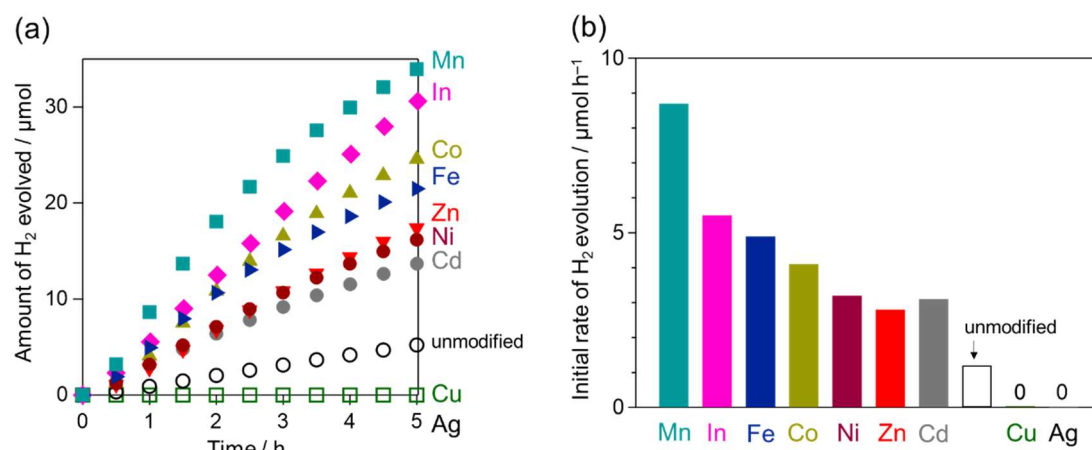 (a)
Amount of H₂ evolved / μmol
30
20
10
0
0 1 2 3 4 5
Time / h
Mn
In
Co
Fe
Zn
Ni
Cd
unmodified
Cu
Ag
(b)
Initial rate of H₂ evolution / μmol h⁻¹
10
5
0
unmodified
0 0
Mn In Fe Co Ni Zn Cd Cu Ag